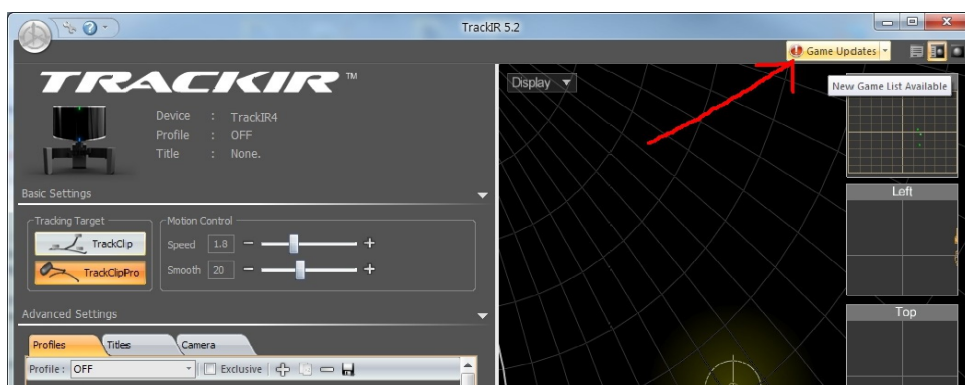 TrackIR 5.2
Game Updates
New Game List Available
TRACKIR™
Device : TrackIR4
Profile : OFF
Title : None.
Display
Basic Settings
Tracking Target
TrackClip
TrackClipPro
Motion Control
Speed 1.8
Smooth 20
Left
Advanced Settings
Top
Profiles Titles Camera
Profile : OFF Exclusive